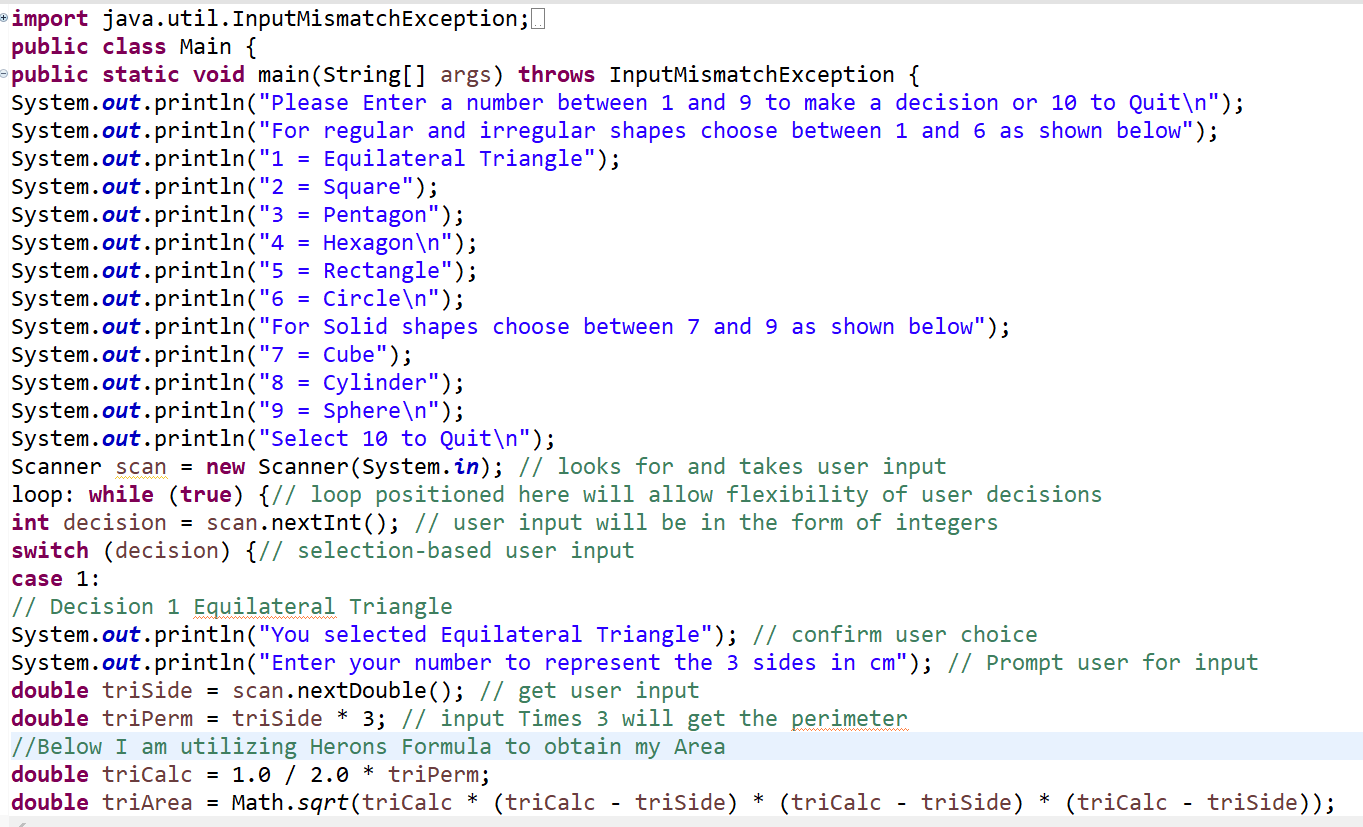 import java.util.InputMismatchException;
public class Main {
public static void main(String[] args) throws InputMismatchException {
System.out.println("Please Enter a number between 1 and 9 to make a decision or 10 to Quit\n");
System.out.println("For regular and irregular shapes choose between 1 and 6 as shown below");
System.out.println("1 = Equilateral Triangle");
System.out.println("2 = Square");
System.out.println("3 = Pentagon");
System.out.println("4 = Hexagon\n");
System.out.println("5 = Rectangle");
System.out.println("6 = Circle\n");
System.out.println("For Solid shapes choose between 7 and 9 as shown below");
System.out.println("7 = Cube");
System.out.println("8 = Cylinder");
System.out.println("9 = Sphere\n");
System.out.println("Select 10 to Quit\n");
Scanner scan = new Scanner(System.in); // looks for and takes user input
loop: while (true) {// loop positioned here will allow flexibility of user decisions
int decision = scan.nextInt(); // user input will be in the form of integers
switch (decision) {// selection-based user input
case 1:
// Decision 1 Equilateral Triangle
System.out.println("You selected Equilateral Triangle"); // confirm user choice
System.out.println("Enter your number to represent the 3 sides in cm"); // Prompt user for input
double triSide = scan.nextDouble(); // get user input
double triPerm = triSide * 3; // input Times 3 will get the perimeter
//Below I am utilizing Herons Formula to obtain my Area
double triCalc = 1.0 / 2.0 * triPerm;
double triArea = Math.sqrt(triCalc * (triCalc - triSide) * (triCalc - triSide) * (triCalc - triSide));